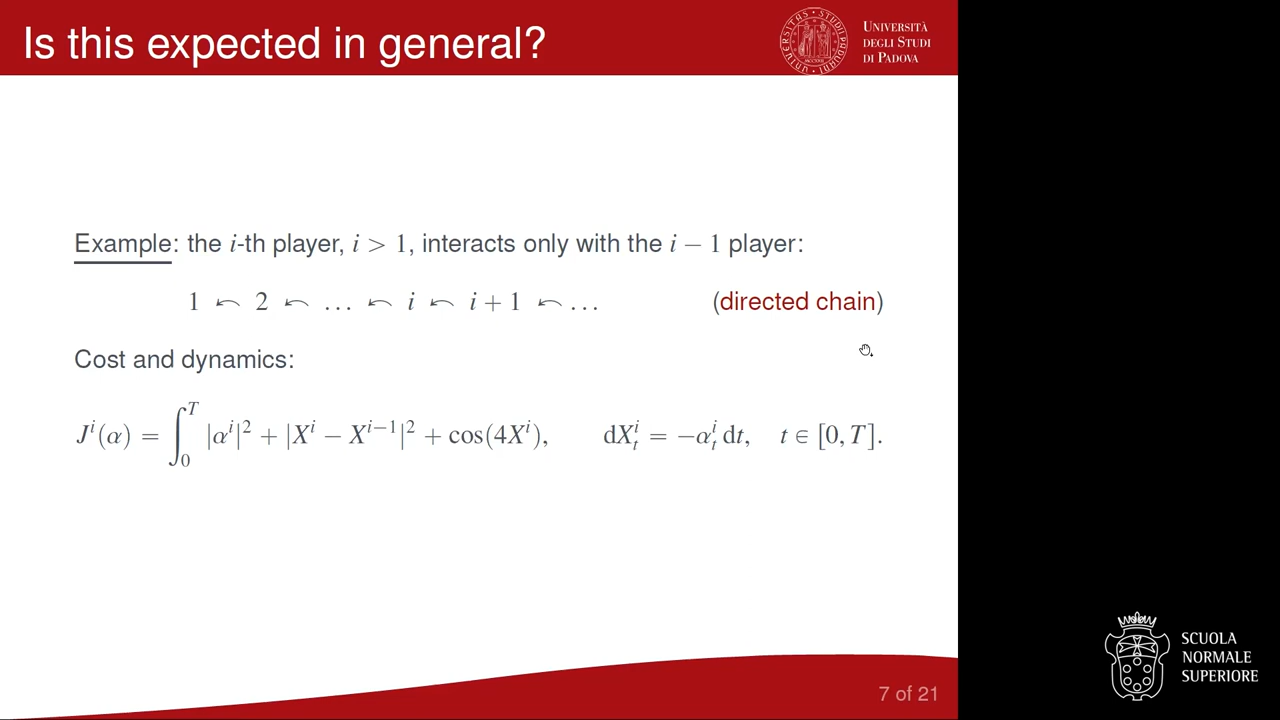 Is this expected in general?
UNIVERSITÀ
DEGLI STUDI
DI PADOVA
Example: the i-th player, i > 1, interacts only with the i − 1 player:
1 ↼ 2 ↼ … ↼ i ↼ i + 1 ↼ … (directed chain)
Cost and dynamics:
J^i(α) = ∫_0^T |α^i|^2 + |X^i − X^{i−1}|^2 + cos(4X^i), dX_t^i = −α_t^i dt, t ∈ [0, T].
SCUOLA
NORMALE
SUPERIORE
7 of 21